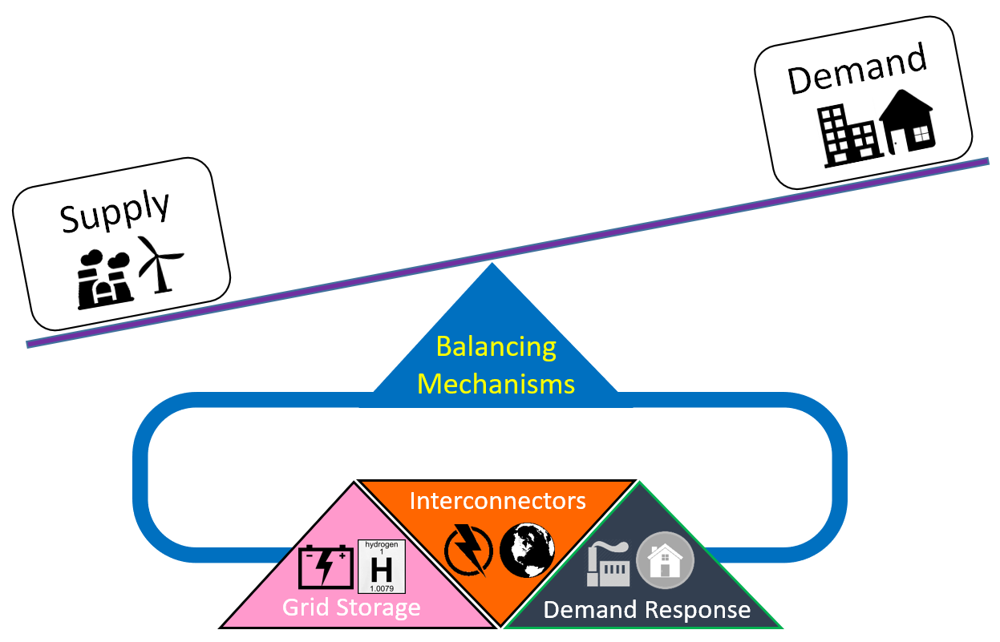 Demand
Supply
Balancing
Mechanisms
Interconnectors
hydrogen
1
H
1.0079
- +
Grid Storage
Demand Response